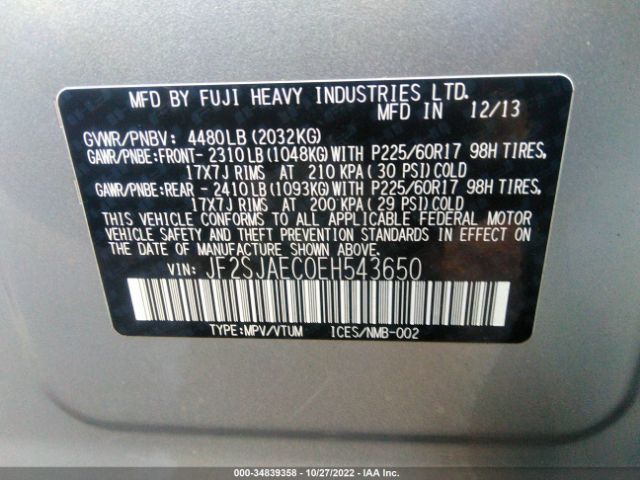 MFD BY FUJI HEAVY INDUSTRIES LTD.
MFD IN 12/13
GVWR/PNBV: 4480LB (2032KG)
GAWR/PNBE:FRONT- 2310LB (1048KG) WITH P225/60R17 98H TIRES,
17X7J RIMS AT 210 KPA (30 PSI) COLD
GAWR/PNBE:REAR - 2410LB (1093KG) WITH P225/60R17 98H TIRES,
17X7J RIMS AT 200 KPA (29 PSI) COLD
THIS VEHICLE CONFORMS TO ALL APPLICABLE FEDERAL MOTOR
VEHICLE SAFETY AND THEFT PREVENTION STANDARDS IN EFFECT ON
THE DATE OF MANUFACTURE SHOWN ABOVE.
VIN: JF2SJAEC0EH543650
TYPE:MPV/VTUM ICES/NMB-002
000-34839358 - 10/27/2022 - IAA Inc.